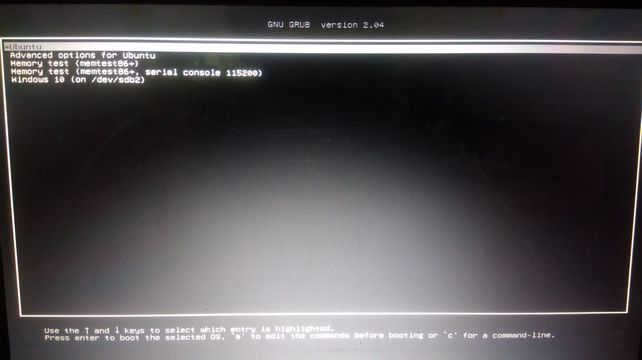 GNU GRUB version 2.04
*Ubuntu
Advanced options for Ubuntu
Memory test (memtest86+)
Memory test (memtest86+, serial console 115200)
Windows 10 (on /dev/sdb2)
Use the ↑ and ↓ keys to select which entry is highlighted.
Press enter to boot the selected OS, `e' to edit the commands before booting or `c' for a command-line.